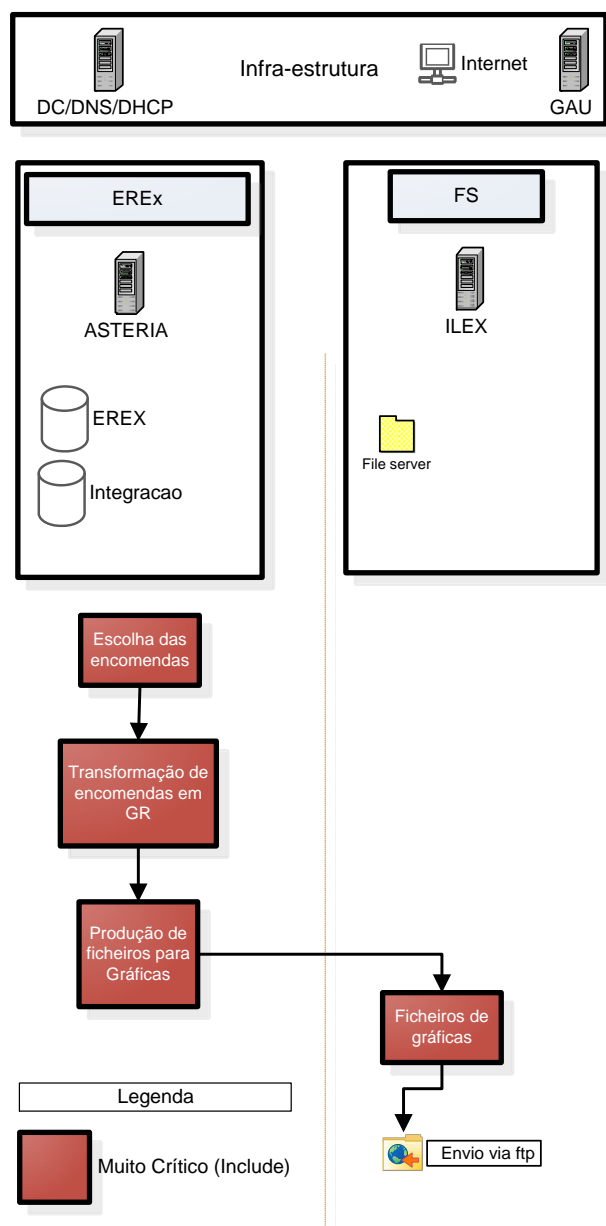 Infra-estrutura
Internet
DC/DNS/DHCP
GAU
EREx
FS
ASTERIA
ILEX
EREX
File server
Integracao
Escolha das
encomendas
Transformação de
encomendas em
GR
Produção de
ficheiros para
Gráficas
Ficheiros de
gráficas
Legenda
Envio via ftp
Muito Crítico (Include)